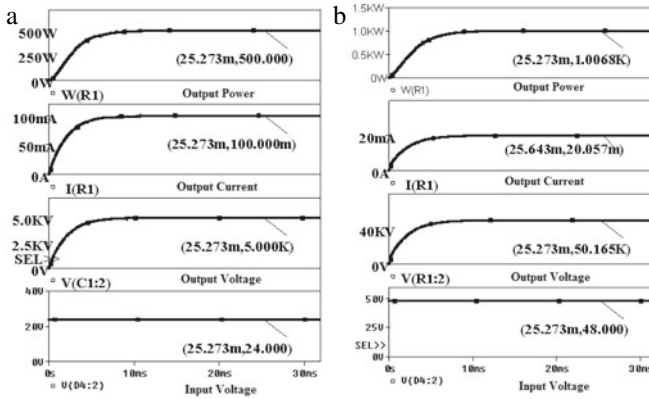 a
500W
250W
0W
(25.273m,500.000)
W(R1)
Output Power
100mA
50mA
0A
(25.273m,100.000m)
I(R1)
Output Current
5.0KV
2.5KV
SEL>>
0V
(25.273m,5.000K)
V(C1:2)
Output Voltage
40V
20V
0V
(25.273m,24.000)
0s
10ms
20ms
30ms
V(D4:2)
Input Voltage
b
1.5KW
1.0KW
0.5KW
0W
(25.273m,1.0068K)
W(R1)
Output Power
20mA
0A
(25.643m,20.057m)
I(R1)
Output Current
40KV
0V
(25.273m,50.165K)
V(R1:2)
Output Voltage
50V
25V
SEL>>
0V
(25.273m,48.000)
0s
10ms
20ms
30ms
V(D4:2)
Input Voltage